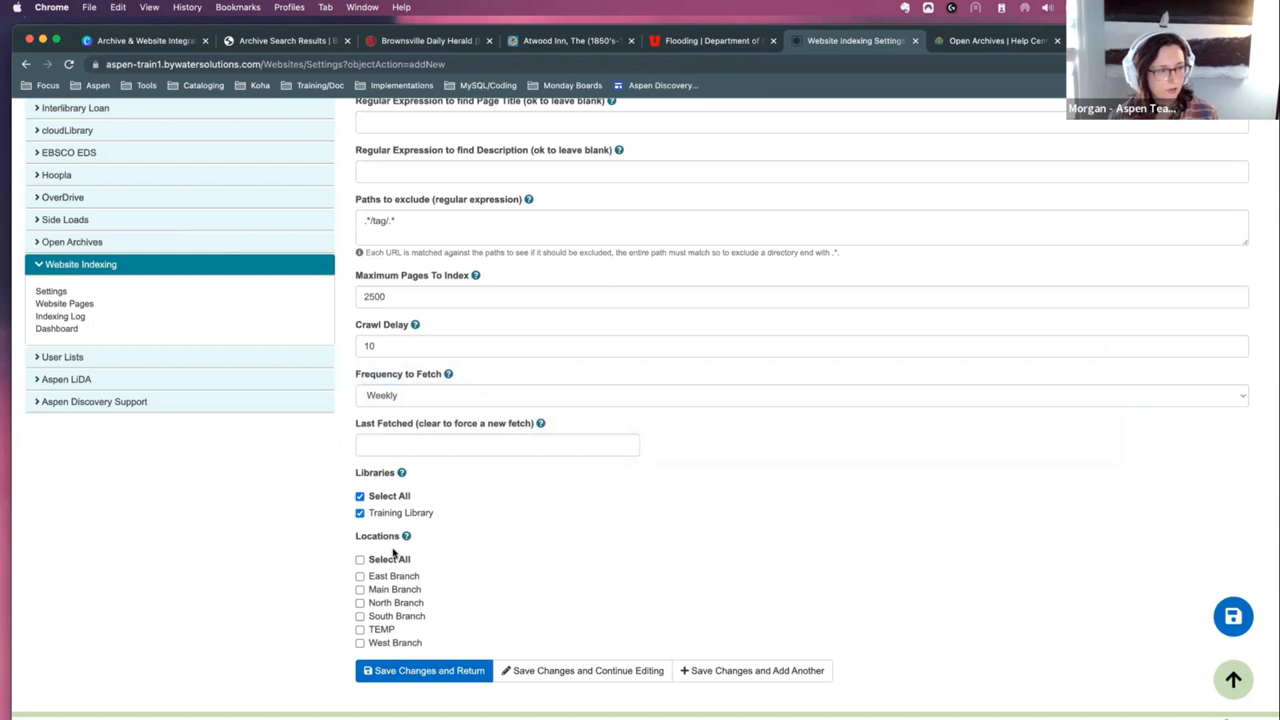 Chrome File Edit View History Bookmarks Profiles Tab Window Help
Archive & Website Integra Archive Search Results | B Brownsville Daily Herald ( Atwood Inn, The (1850's- Flooding | Department of Website Indexing Settings Open Archives | Help Cen
aspen-train1.bywatersolutions.com/Websites/Settings?objectAction=addNew
Focus Aspen Tools Cataloging Koha Training/Doc Implementations MySQL/Coding Monday Boards Aspen Discovery...
Morgan - Aspen Tea...
Interlibrary Loan
cloudLibrary
EBSCO EDS
Hoopla
OverDrive
Side Loads
Open Archives
Website Indexing
Settings
Website Pages
Indexing Log
Dashboard
User Lists
Aspen LiDA
Aspen Discovery Support
Regular Expression to find Page Title (ok to leave blank)
Regular Expression to find Description (ok to leave blank)
Paths to exclude (regular expression)
.*/tag/.*
Each URL is matched against the paths to see if it should be excluded, the entire path must match so to exclude a directory end with .*.
Maximum Pages To Index
2500
Crawl Delay
10
Frequency to Fetch
Weekly
Last Fetched (clear to force a new fetch)
Libraries
Select All
Training Library
Locations
Select All
East Branch
Main Branch
North Branch
South Branch
TEMP
West Branch
Save Changes and Return Save Changes and Continue Editing Save Changes and Add Another